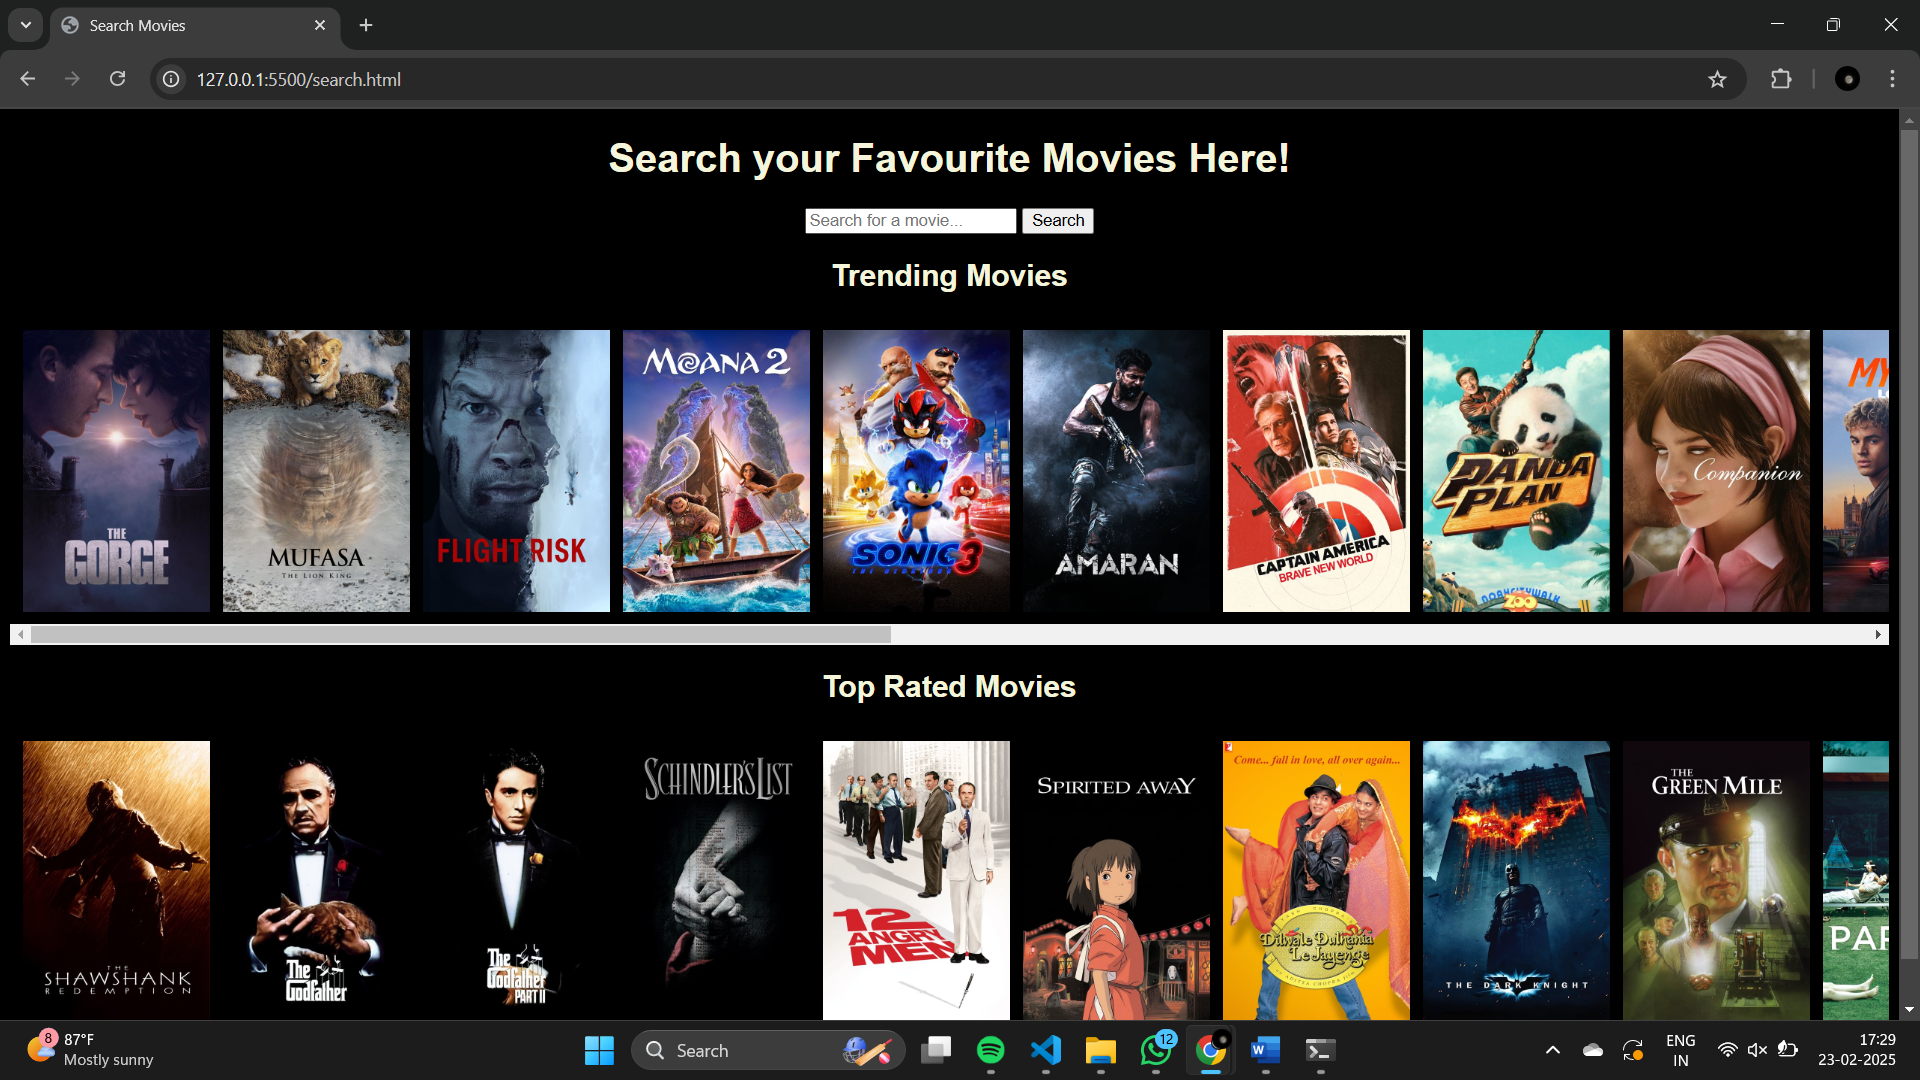 Search Movies
127.0.0.1:5500/search.html
Search your Favourite Movies Here!
Search for a movie...
Search
Trending Movies
THE
GORGE
MUFASA
THE LION KING
FLIGHT RISK
MOANA 2
SONIC 3
AMARAN
CAPTAIN AMERICA
BRAVE NEW WORLD
PANDA
PLAN
ZOO
Companion
MY
Top Rated Movies
THE
SHAWSHANK
REDEMPTION
The
Godfather
The
Godfather
PART II
SCHINDLER'S LIST
12
ANGRY
MEN
SPIRITED AWAY
Come... fall in love, all over again...
Dilwale Dulhania
Le Jayenge
THE DARK KNIGHT
THE
GREEN MILE
PAR
8
87°F
Mostly sunny
Search
12
W
ENG
IN
17:29
23-02-2025